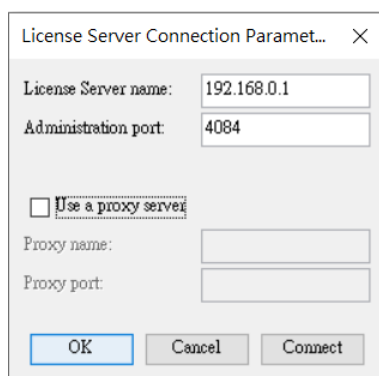 License Server Connection Paramet...
License Server name: 192.168.0.1
Administration port: 4084
Use a proxy server
Proxy name:
Proxy port:
OK Cancel Connect